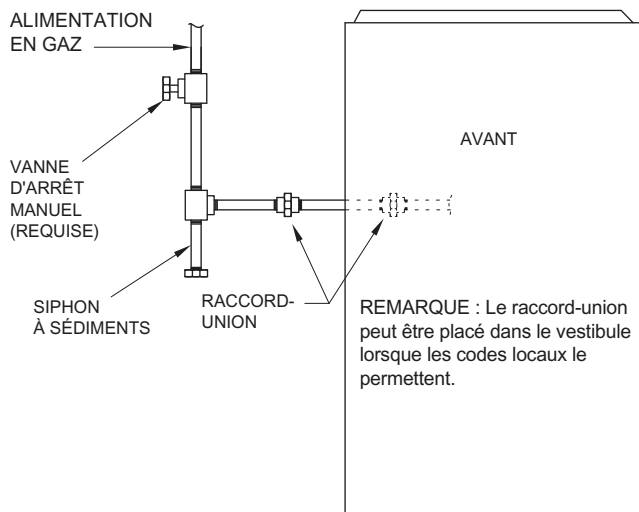 ALIMENTATION
EN GAZ
AVANT
VANNE
D'ARRÊT
MANUEL
(REQUISE)
SIPHON
À SÉDIMENTS
RACCORD-
UNION
REMARQUE : Le raccord-union
peut être placé dans le vestibule
lorsque les codes locaux le
permettent.